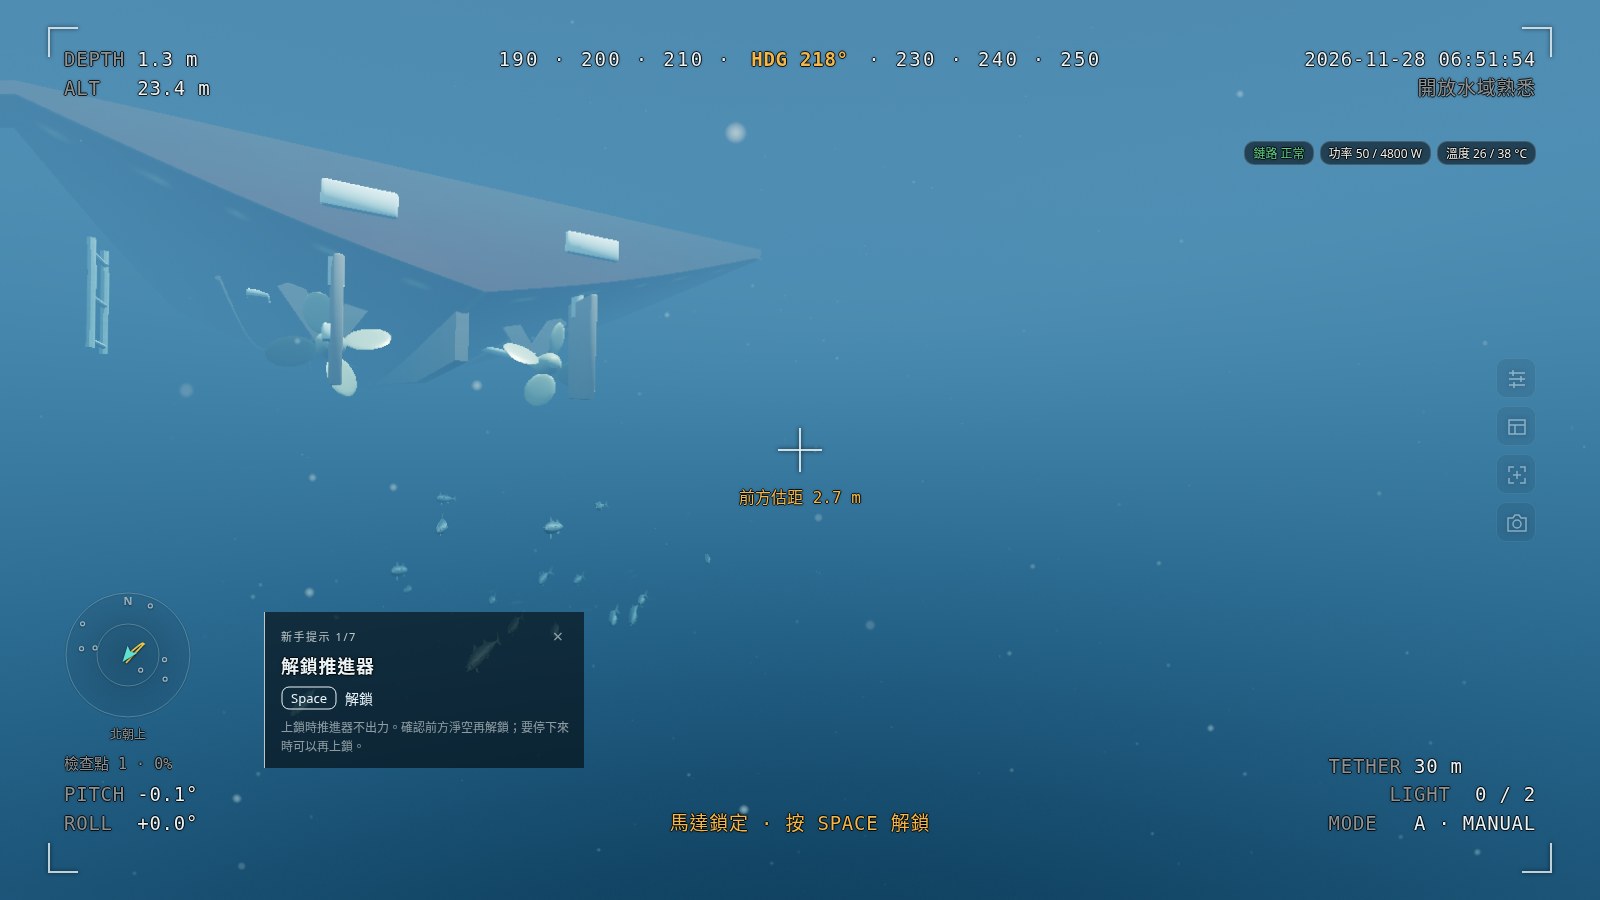 DEPTH 1.3 m
ALT 23.4 m
190 · 200 · 210 · HDG 218° · 230 · 240 · 250
2026-11-28 06:51:54
開放水域熟悉
鏈路 正常
功率 50 / 4800 W
溫度 26 / 38 °C
前方估距 2.7 m
N
北朝上
檢查點 1 · 0%
PITCH -0.1°
ROLL +0.0°
新手提示 1/7
×
解鎖推進器
Space 解鎖
上鎖時推進器不出力。確認前方淨空再解鎖；要停下來
時可以再上鎖。
馬達鎖定 · 按 SPACE 解鎖
TETHER 30 m
LIGHT 0 / 2
MODE A · MANUAL